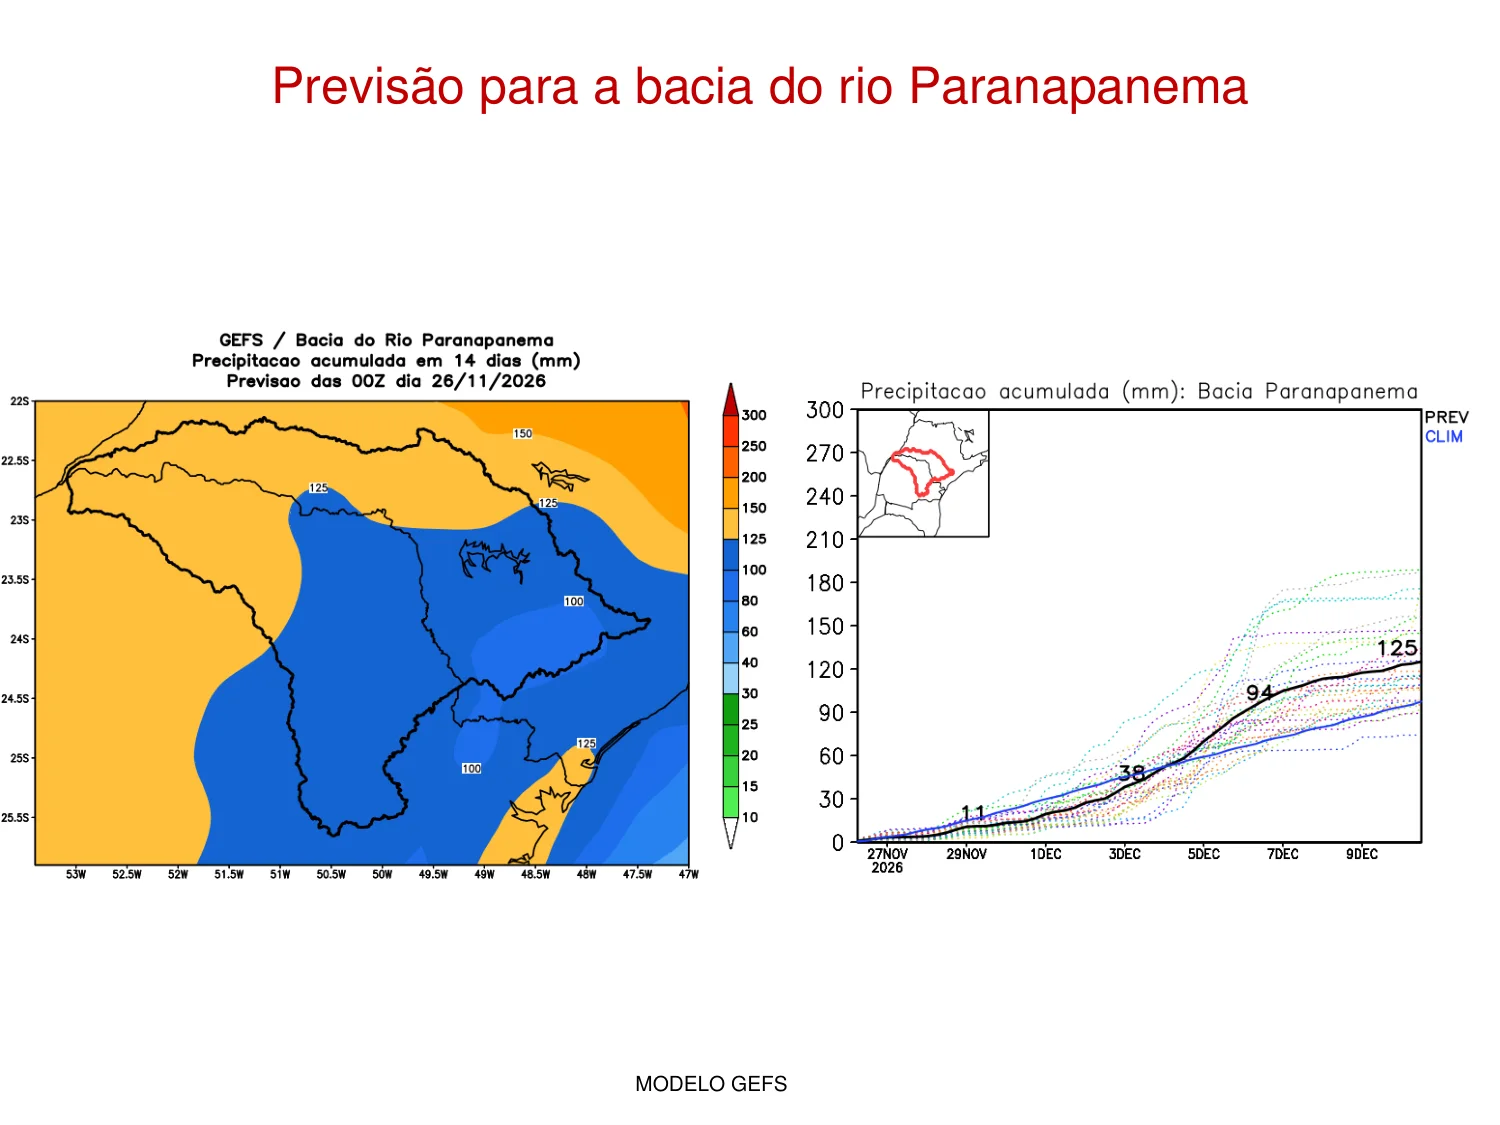 Previsão para a bacia do rio Paranapanema
GEFS / Bacia do Rio Paranapanema
Precipitacao acumulada em 14 dias (mm)
Previsao das 00Z dia 26/11/2026
22S
22.5S
23S
23.5S
24S
24.5S
25S
25.5S
53W
52.5W
52W
51.5W
51W
50.5W
50W
49.5W
49W
48.5W
48W
47.5W
47W
150
125
125
100
125
100
300
250
200
150
125
100
80
60
40
30
25
20
15
10
Precipitacao acumulada (mm): Bacia Paranapanema
300
270
240
210
180
150
120
90
60
30
0
PREV
CLIM
11
38
94
125
27NOV
2026
29NOV
1DEC
3DEC
5DEC
7DEC
9DEC
MODELO GEFS